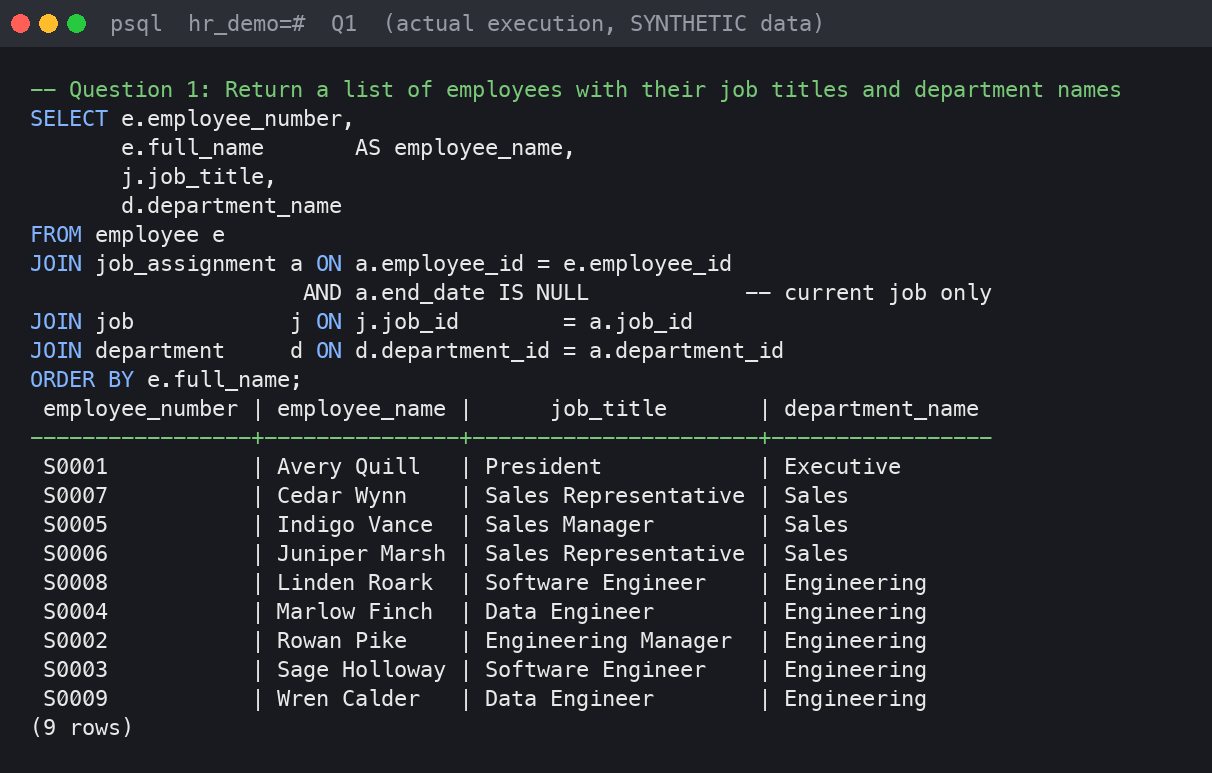 psql  hr_demo=#  Q1  (actual execution, SYNTHETIC data)
-- Question 1: Return a list of employees with their job titles and department names
SELECT e.employee_number,
       e.full_name       AS employee_name,
       j.job_title,
       d.department_name
FROM employee e
JOIN job_assignment a ON a.employee_id = e.employee_id
                     AND a.end_date IS NULL            -- current job only
JOIN job            j ON j.job_id        = a.job_id
JOIN department     d ON d.department_id = a.department_id
ORDER BY e.full_name;
 employee_number | employee_name |      job_title       | department_name
-----------------+---------------+----------------------+-----------------
 S0001           | Avery Quill   | President            | Executive
 S0007           | Cedar Wynn    | Sales Representative | Sales
 S0005           | Indigo Vance  | Sales Manager        | Sales
 S0006           | Juniper Marsh | Sales Representative | Sales
 S0008           | Linden Roark  | Software Engineer    | Engineering
 S0004           | Marlow Finch  | Data Engineer        | Engineering
 S0002           | Rowan Pike    | Engineering Manager  | Engineering
 S0003           | Sage Holloway | Software Engineer    | Engineering
 S0009           | Wren Calder   | Data Engineer        | Engineering
(9 rows)